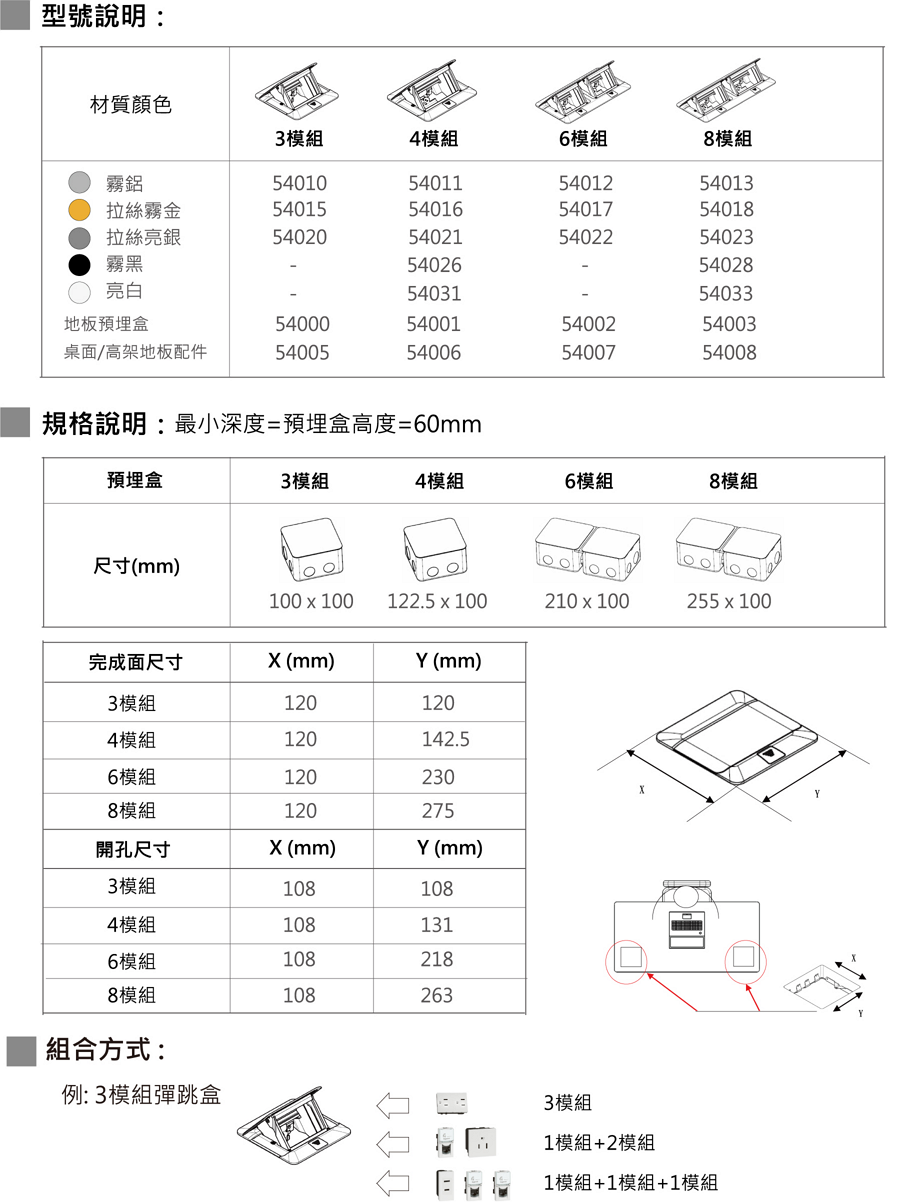 型號說明：
材質顏色
3模組 4模組 6模組 8模組
霧鋁 54010 54011 54012 54013
拉絲霧金 54015 54016 54017 54018
拉絲亮銀 54020 54021 54022 54023
霧黑 - 54026 - 54028
亮白 - 54031 - 54033
地板預埋盒 54000 54001 54002 54003
桌面/高架地板配件 54005 54006 54007 54008
規格說明：最小深度=預埋盒高度=60mm
預埋盒 3模組 4模組 6模組 8模組
尺寸(mm)
100 x 100 122.5 x 100 210 x 100 255 x 100
完成面尺寸 X (mm) Y (mm)
3模組 120 120
4模組 120 142.5
6模組 120 230
8模組 120 275
開孔尺寸 X (mm) Y (mm)
3模組 108 108
4模組 108 131
6模組 108 218
8模組 108 263
X Y
X
Y
組合方式：
例: 3模組彈跳盒
3模組
1模組+2模組
1模組+1模組+1模組